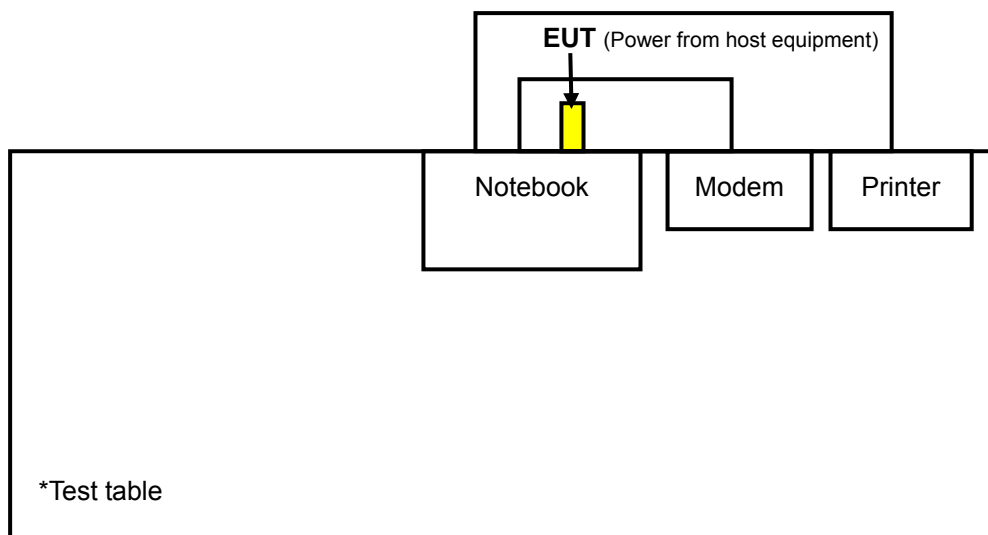 EUT (Power from host equipment)
Notebook
Modem
Printer
*Test table